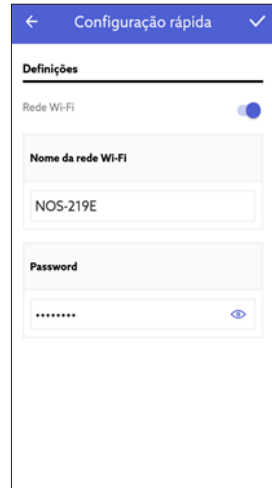 Configuração rápida
Definições
Rede Wi-Fi
Nome da rede Wi-Fi
NOS-219E
Password
••••••••